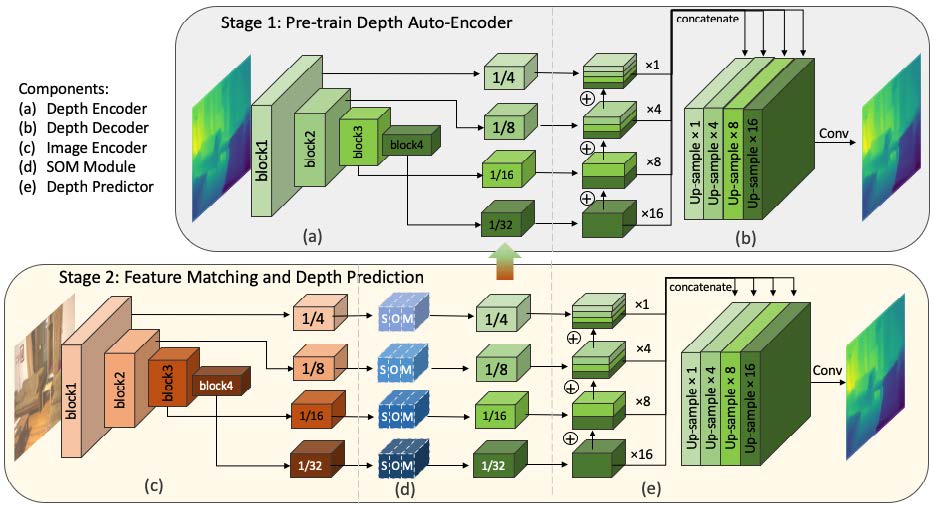 Stage 1: Pre-train Depth Auto-Encoder
concatenate
Components:
(a) Depth Encoder
(b) Depth Decoder
(c) Image Encoder
(d) SOM Module
(e) Depth Predictor
block1
block2
block3
block4
1/4
1/8
1/16
1/32
×1
×4
×8
×16
Up-sample × 1
Up-sample × 4
Up-sample × 8
Up-sample × 16
Conv
(a)
(b)
Stage 2: Feature Matching and Depth Prediction
concatenate
block1
block2
block3
block4
1/4
1/8
1/16
1/32
SOM
SOM
SOM
SOM
1/4
1/8
1/16
1/32
×1
×4
×8
×16
Up-sample × 1
Up-sample × 4
Up-sample × 8
Up-sample × 16
Conv
(c)
(d)
(e)